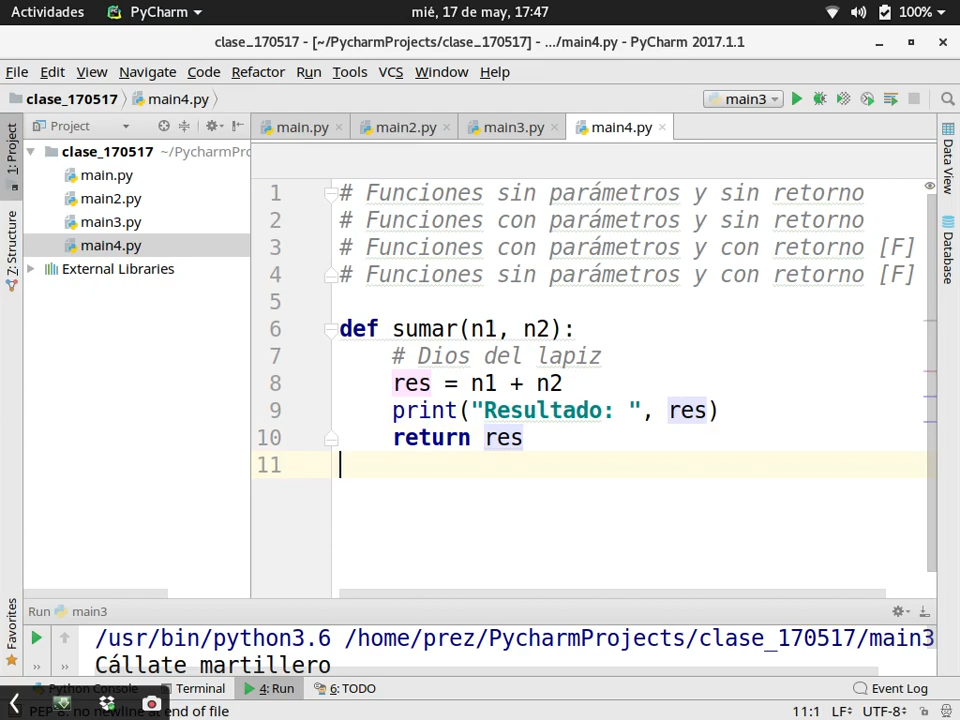 Actividades PyCharm mié, 17 de may, 17:47 100%
clase_170517 - [~/PycharmProjects/clase_170517] - .../main4.py - PyCharm 2017.1.1
File Edit View Navigate Code Refactor Run Tools VCS Window Help
clase_170517 main4.py main3
1: Project
7: Structure
Favorites
Data View
Database
Project
clase_170517 ~/PycharmPro
main.py
main2.py
main3.py
main4.py
External Libraries
main.py main2.py main3.py main4.py
1 # Funciones sin parámetros y sin retorno
2 # Funciones con parámetros y sin retorno
3 # Funciones con parámetros y con retorno [F]
4 # Funciones sin parámetros y con retorno [F]
5
6 def sumar(n1, n2):
7 # Dios del lapiz
8 res = n1 + n2
9 print("Resultado: ", res)
10 return res
11
Run main3
/usr/bin/python3.6 /home/prez/PycharmProjects/clase_170517/main3
Cállate martillero
Python Console Terminal 4: Run 6: TODO Event Log
PEP 8: no newline at end of file 11:1 LF UTF-8